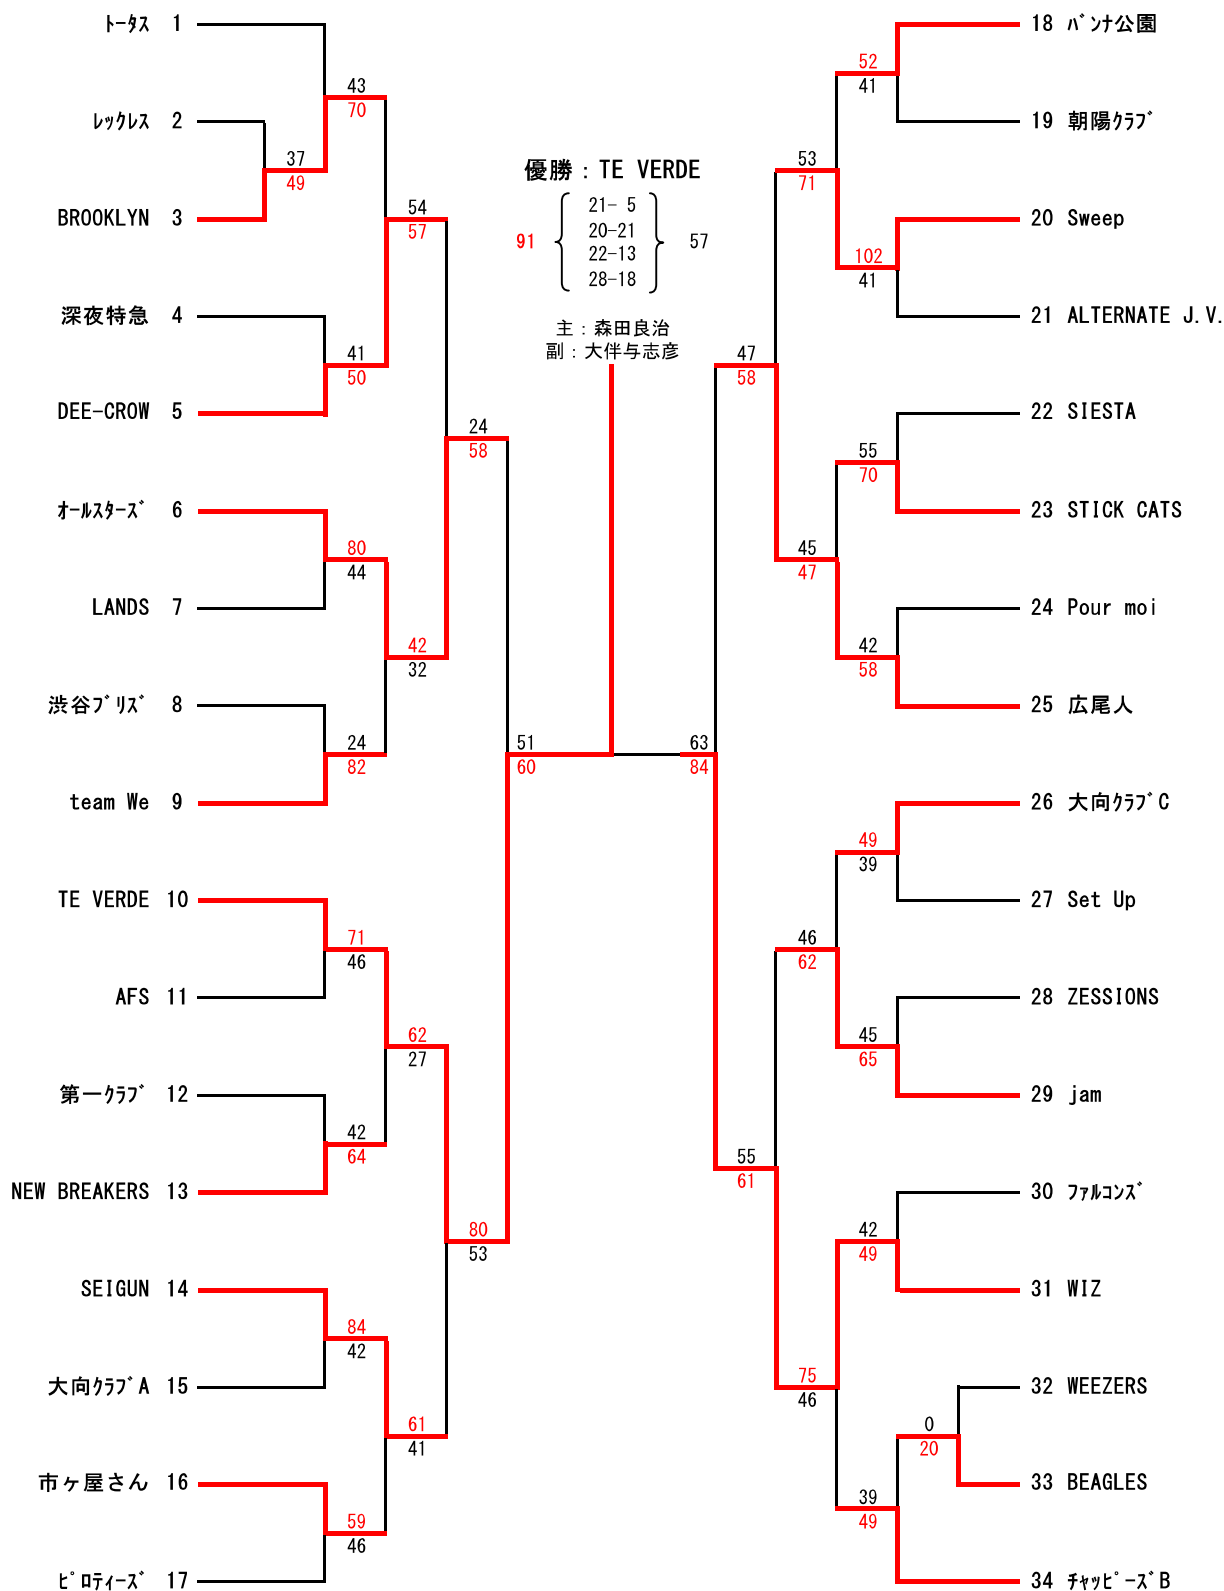 ﾄｰﾀｽ 1
43
70
ﾚｯｸﾚｽ 2
37
49
BROOKLYN 3
54
57
深夜特急 4
41
50
DEE-CROW 5
24
58
ｵｰﾙｽﾀｰｽﾞ 6
80
44
LANDS 7
42
32
渋谷ﾌﾞﾘｽﾞ 8
24
82
team We 9
51
60
TE VERDE 10
71
46
AFS 11
62
27
第一ｸﾗﾌﾞ 12
42
64
NEW BREAKERS 13
80
53
SEIGUN 14
84
42
大向ｸﾗﾌﾞA 15
61
41
市ヶ屋さん 16
59
46
ﾋﾟﾛﾃｨｰｽﾞ 17
優勝：TE VERDE
21- 5
20-21
91
57
22-13
28-18
主：森田良治
副：大伴与志彦
18 ﾊﾞﾝﾅ公園
52
41
19 朝陽ｸﾗﾌﾞ
53
71
20 Sweep
102
41
21 ALTERNATE J.V.
47
58
22 SIESTA
55
70
23 STICK CATS
45
47
24 Pour moi
42
58
25 広尾人
63
84
26 大向ｸﾗﾌﾞC
49
39
27 Set Up
46
62
28 ZESSIONS
45
65
29 jam
55
61
30 ﾌｧﾙｺﾝｽﾞ
42
49
31 WIZ
75
46
32 WEEZERS
0
20
33 BEAGLES
39
49
34 ﾁｬｯﾋﾟｰｽﾞB